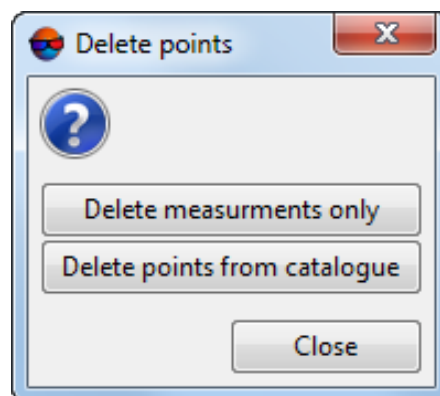 Delete points
Delete measurments only
Delete points from catalogue
Close